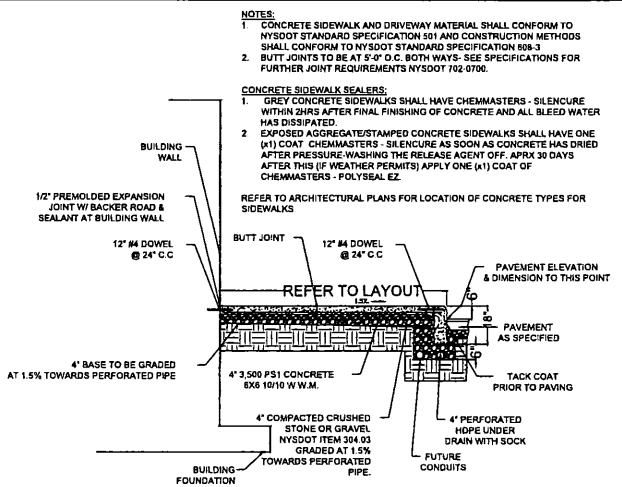 NOTES:
1. CONCRETE SIDEWALK AND DRIVEWAY MATERIAL SHALL CONFORM TO
NYSDOT STANDARD SPECIFICATION 501 AND CONSTRUCTION METHODS
SHALL CONFORM TO NYSDOT STANDARD SPECIFICATION 608-3
2. BUTT JOINTS TO BE AT 5'-0" O.C. BOTH WAYS- SEE SPECIFICATIONS FOR
FURTHER JOINT REQUIREMENTS NYSDOT 702-0700.
CONCRETE SIDEWALK SEALERS:
1. GREY CONCRETE SIDEWALKS SHALL HAVE CHEMMASTERS - SILENCURE
WITHIN 2HRS AFTER FINAL FINISHING OF CONCRETE AND ALL BLEED WATER
HAS DISSIPATED.
2 EXPOSED AGGREGATE/STAMPED CONCRETE SIDEWALKS SHALL HAVE ONE
(x1) COAT CHEMMASTERS - SILENCURE AS SOON AS CONCRETE HAS DRIED
AFTER PRESSURE-WASHING THE RELEASE AGENT OFF. APRX 30 DAYS
AFTER THIS (IF WEATHER PERMITS) APPLY ONE (x1) COAT OF
CHEMMASTERS - POLYSEAL EZ.
REFER TO ARCHITECTURAL PLANS FOR LOCATION OF CONCRETE TYPES FOR
SIDEWALKS
BUILDING
WALL
1/2" PREMOLDED EXPANSION
JOINT W/ BACKER ROAD &
SEALANT AT BUILDING WALL
12" #4 DOWEL
@ 24" C.C
BUTT JOINT
12" #4 DOWEL
@ 24" C.C
PAVEMENT ELEVATION
& DIMENSION TO THIS POINT
REFER TO LAYOUT
1.5%
6"
18"
6"
PAVEMENT
AS SPECIFIED
4" BASE TO BE GRADED
AT 1.5% TOWARDS PERFORATED PIPE
4" 3,500 PS1 CONCRETE
6X6 10/10 W W.M.
TACK COAT
PRIOR TO PAVING
4" COMPACTED CRUSHED
STONE OR GRAVEL
NYSDOT ITEM 304.03
GRADED AT 1.5%
TOWARDS PERFORATED
PIPE.
4" PERFORATED
HDPE UNDER
DRAIN WITH SOCK
FUTURE
CONDUITS
BUILDING
FOUNDATION